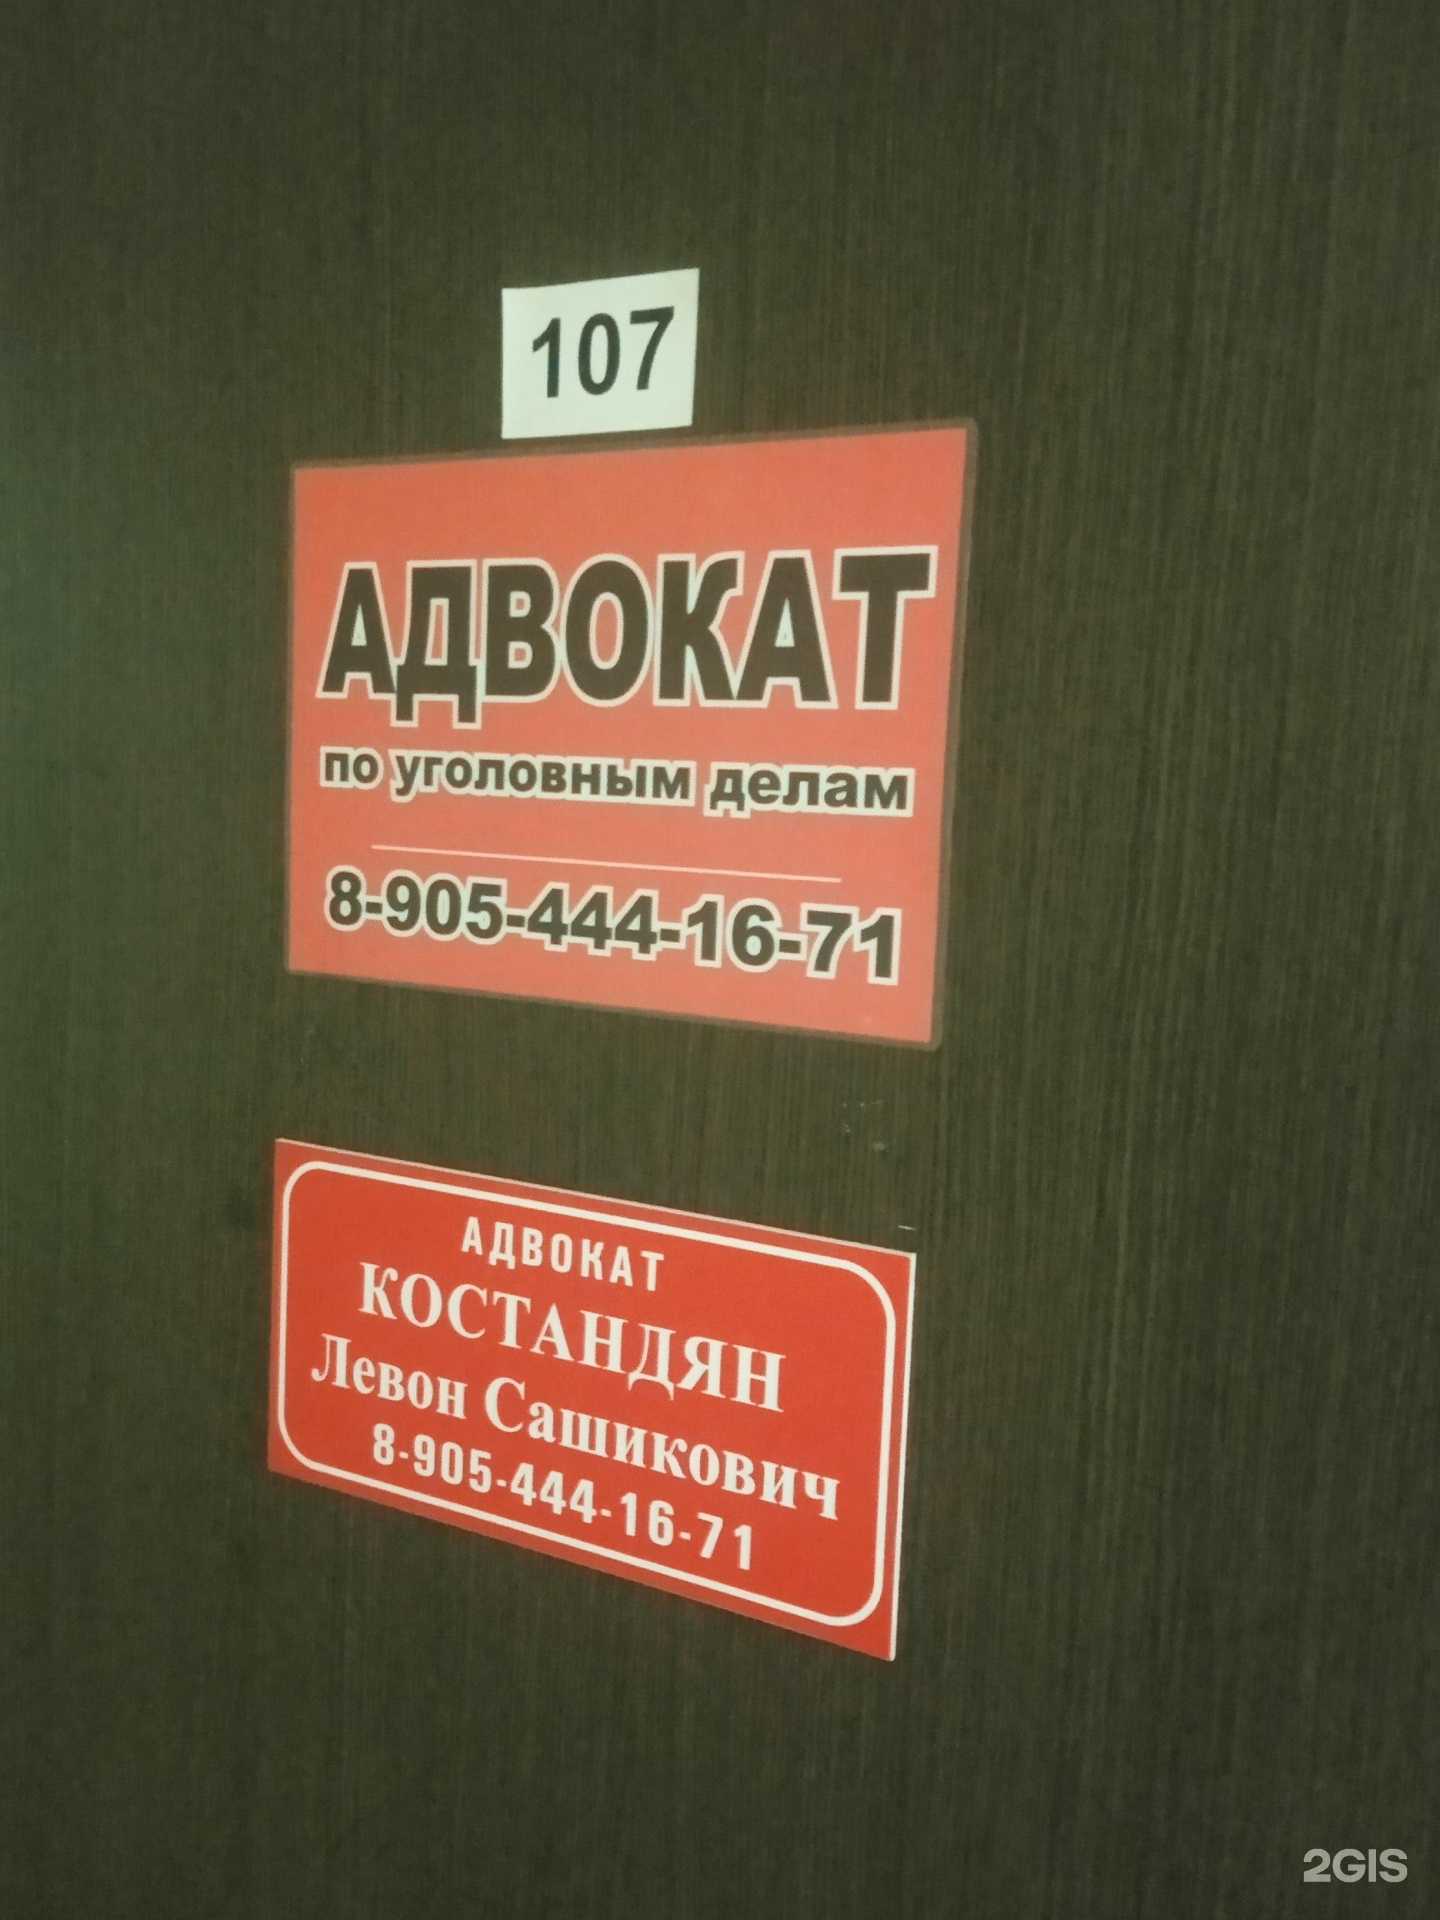 107
АДВОКАТ
по уголовным делам
8-905-444-16-71
АДВОКАТ
КОСТАНДЯН
Левон Сашикович
8-905-444-16-71
2GIS